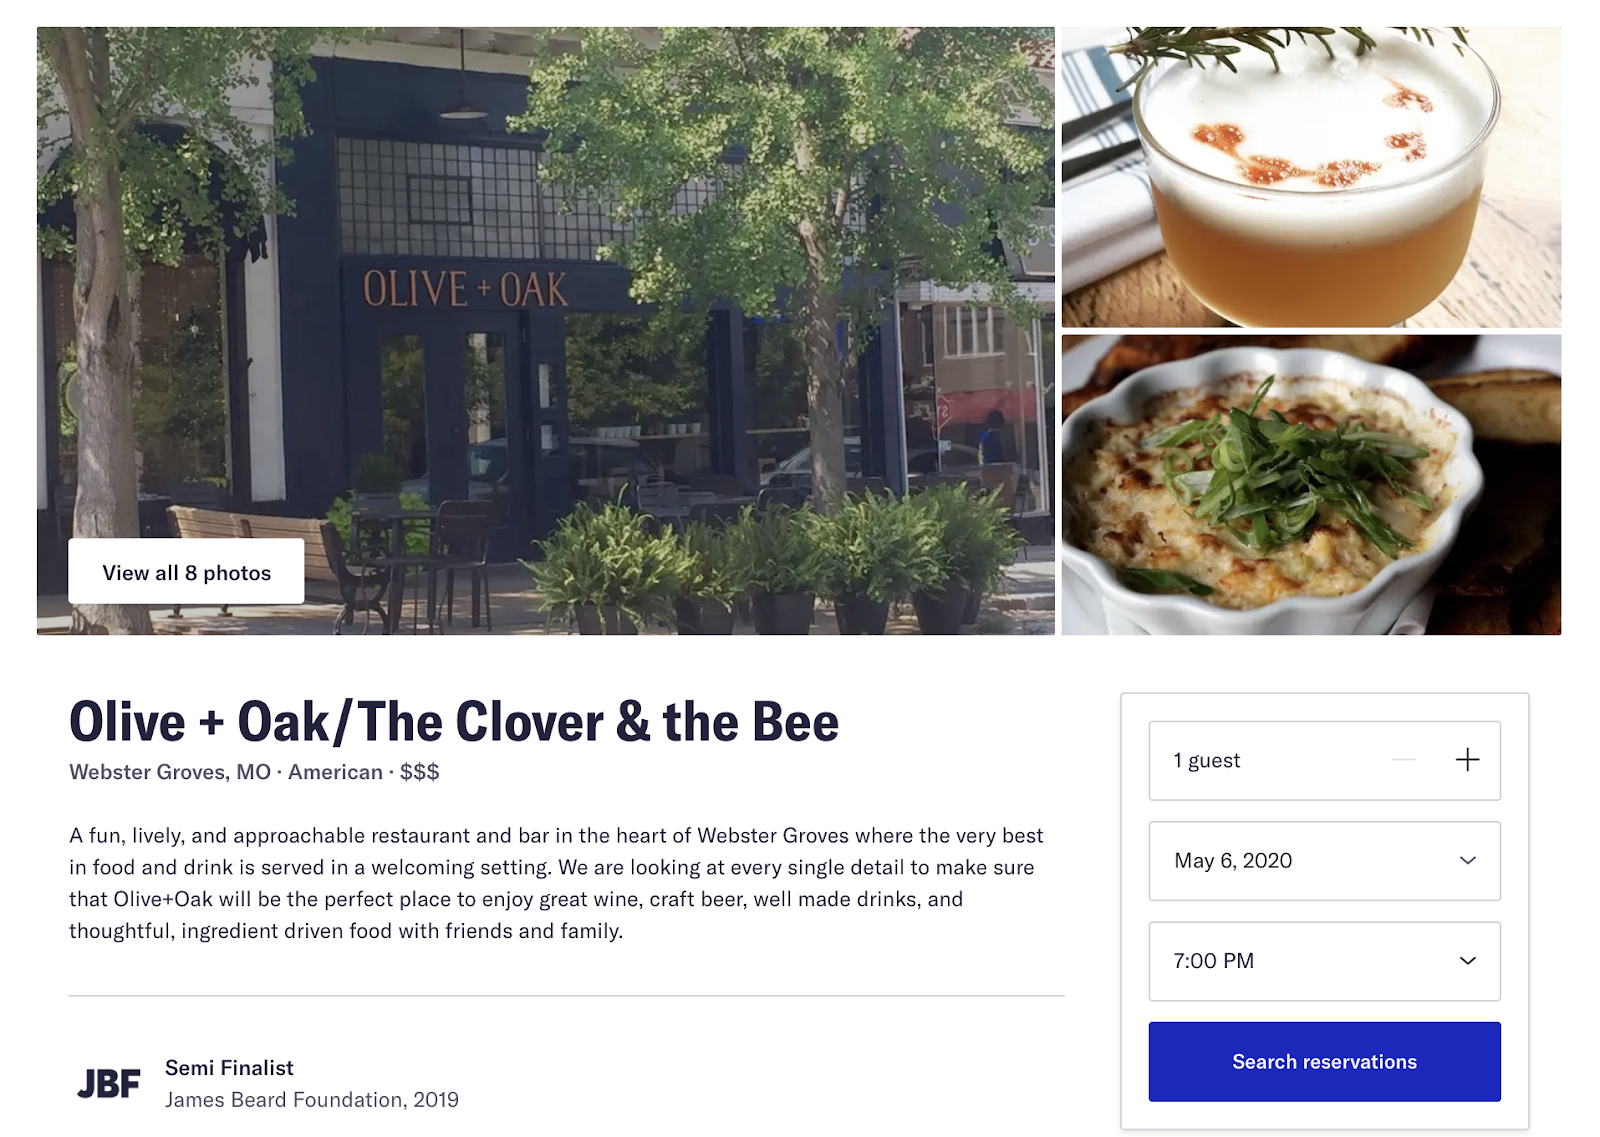 OLIVE + OAK
View all 8 photos
Olive + Oak/The Clover & the Bee
Webster Groves, MO · American · $$$
A fun, lively, and approachable restaurant and bar in the heart of Webster Groves where the very best
in food and drink is served in a welcoming setting. We are looking at every single detail to make sure
that Olive+Oak will be the perfect place to enjoy great wine, craft beer, well made drinks, and
thoughtful, ingredient driven food with friends and family.
JBF
Semi Finalist
James Beard Foundation, 2019
1 guest
May 6, 2020
7:00 PM
Search reservations